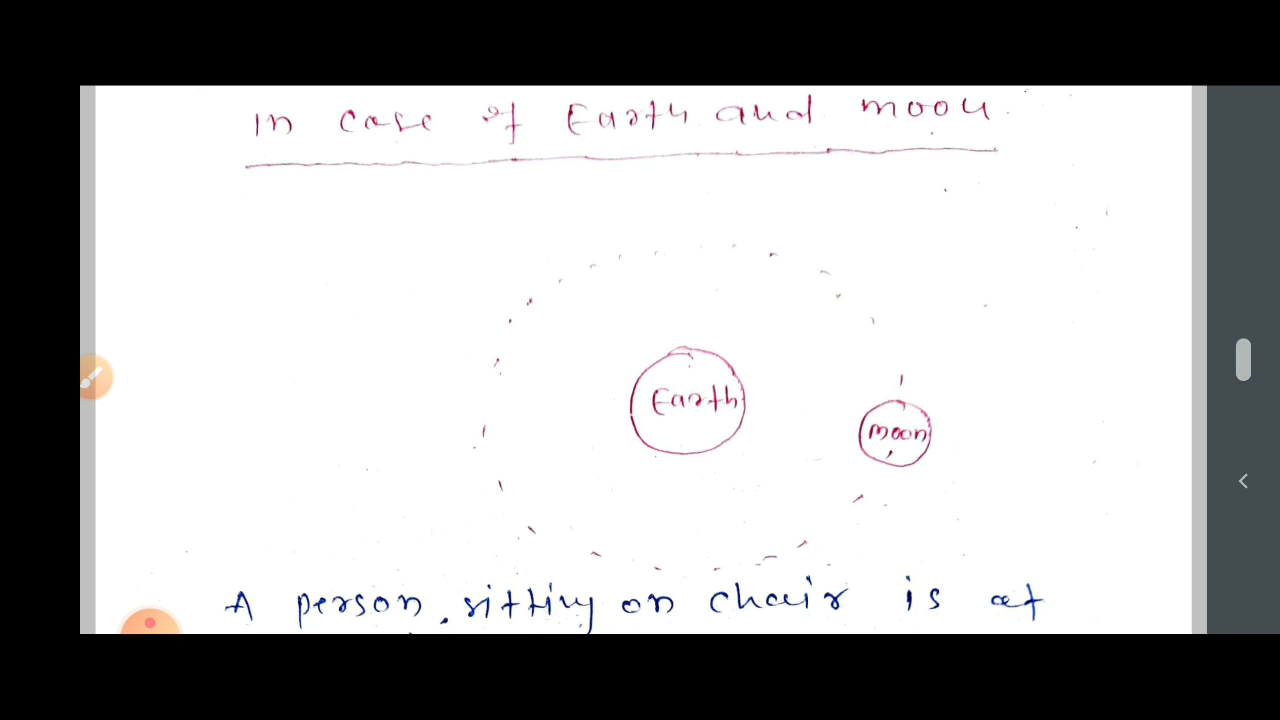 In case of Earth and moon
Earth
moon
A person sitting on chair is at